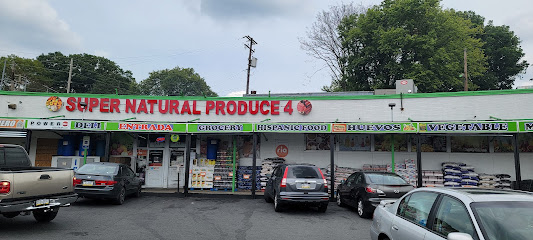 SUPER NATURAL PRODUCE 4
POWER
DELI ENTRADA GROCERY HISPANIC FOOD HUEVOS VEGETABLE